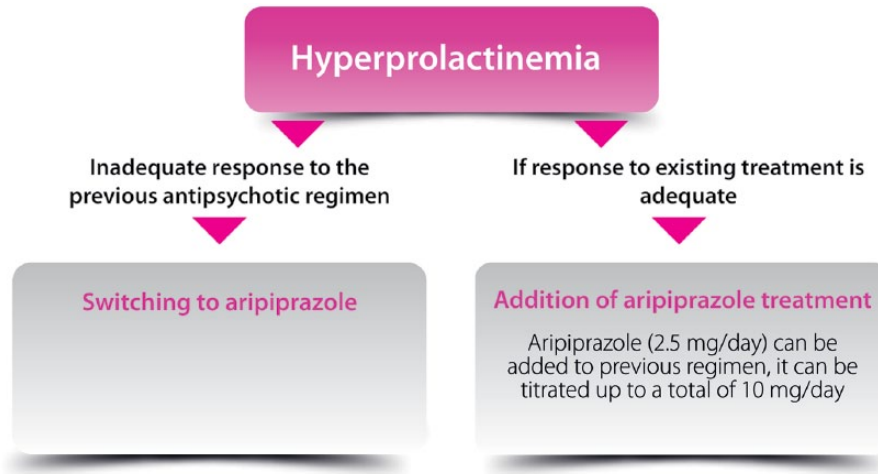 Hyperprolactinemia
Inadequate response to the
previous antipsychotic regimen
Switching to aripiprazole
If response to existing treatment is
adequate
Addition of aripiprazole treatment
Aripiprazole (2.5 mg/day) can be
added to previous regimen, it can be
titrated up to a total of 10 mg/day